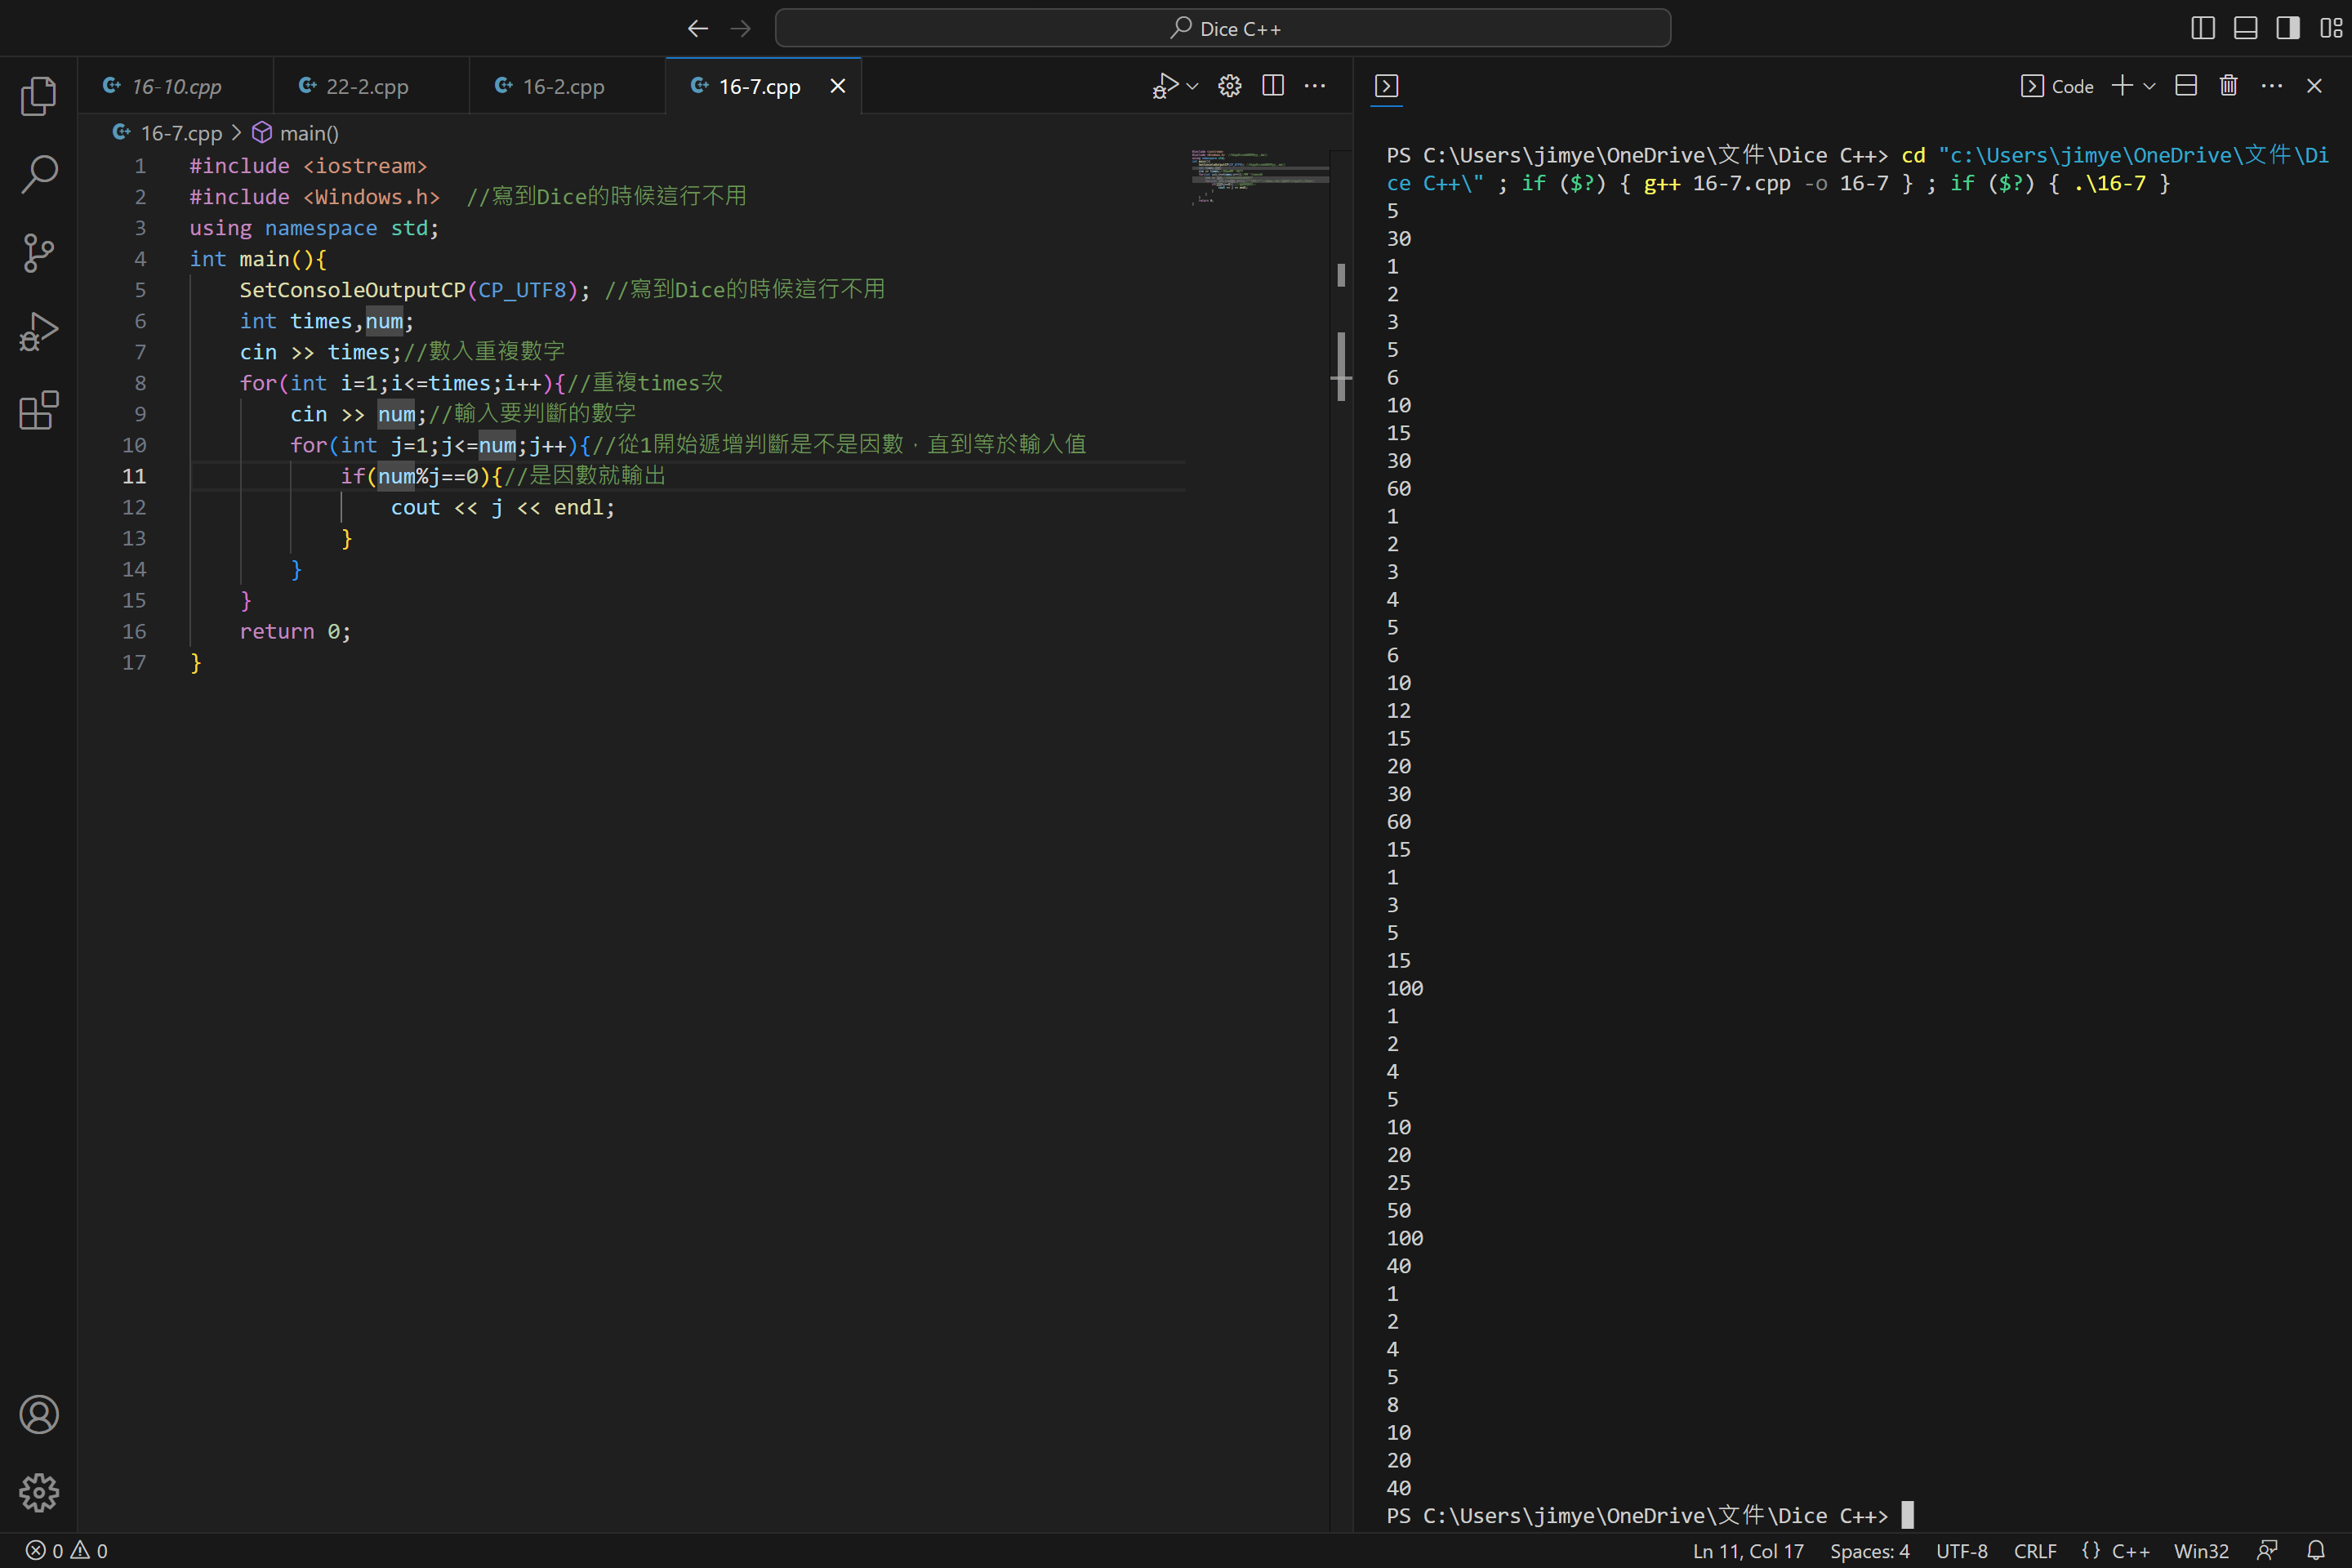 Dice C++
16-10.cpp
22-2.cpp
16-2.cpp
16-7.cpp
Code
16-7.cpp > main()
1 #include <iostream>
2 #include <Windows.h>  //寫到Dice的時候這行不用
3 using namespace std;
4 int main(){
5     SetConsoleOutputCP(CP_UTF8); //寫到Dice的時候這行不用
6     int times,num;
7     cin >> times;//數入重複數字
8     for(int i=1;i<=times;i++){//重複times次
9         cin >> num;//輸入要判斷的數字
10         for(int j=1;j<=num;j++){//從1開始遞增判斷是不是因數，直到等於輸入值
11             if(num%j==0){//是因數就輸出
12                 cout << j << endl;
13             }
14         }
15     }
16     return 0;
17 }
PS C:\Users\jimye\OneDrive\文件\Dice C++> cd "c:\Users\jimye\OneDrive\文件\Di
ce C++\" ; if ($?) { g++ 16-7.cpp -o 16-7 } ; if ($?) { .\16-7 }
5
30
1
2
3
5
6
10
15
30
60
1
2
3
4
5
6
10
12
15
20
30
60
15
1
3
5
15
100
1
2
4
5
10
20
25
50
100
40
1
2
4
5
8
10
20
40
PS C:\Users\jimye\OneDrive\文件\Dice C++>
0 0
Ln 11, Col 17
Spaces: 4
UTF-8
CRLF
{} C++
Win32